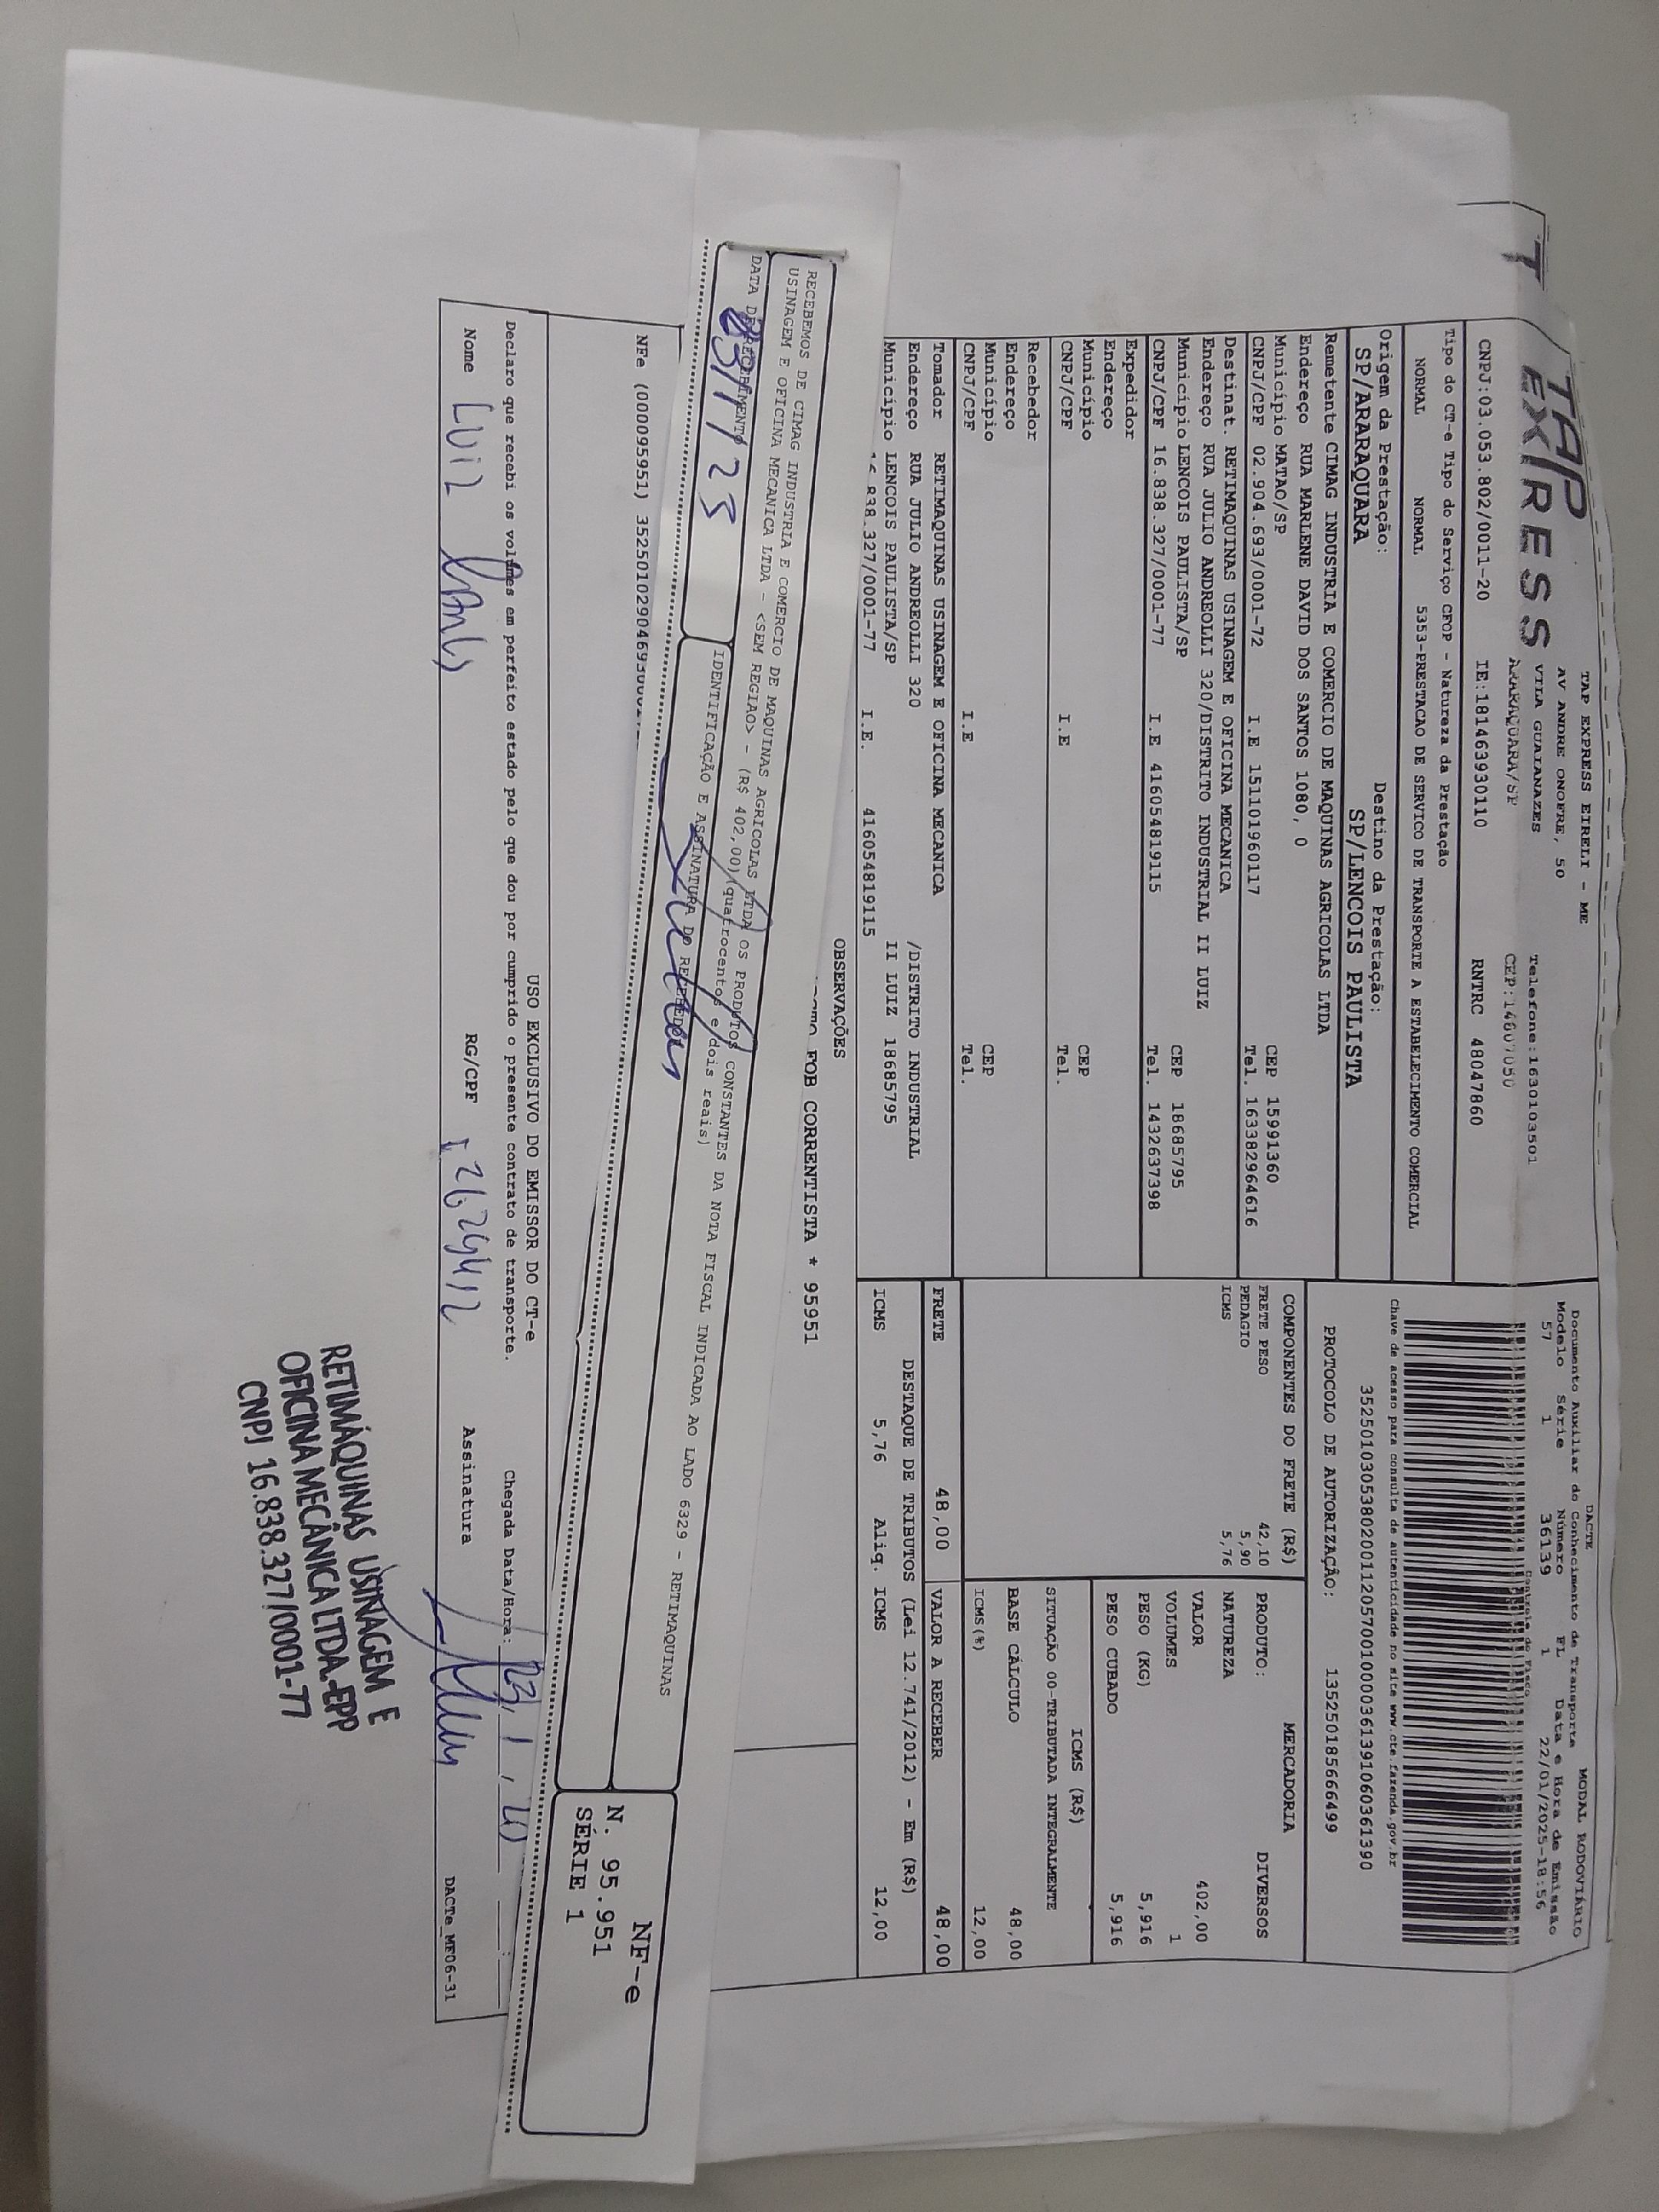 TAP EXPRESS
TAP EXPRESS EIRELI - ME
AV ANDRE ONOFRE, 50
VILA GUAIANAZES Telefone:1630103501
ARARAQUARA/SP CEP:14807050
CNPJ:03.053.802/0011-20 IE:181463930110 RNTRC 48047860
DACTE MODAL RODOVIÁRIO
Documento Auxiliar do Conhecimento de Transporte
Modelo Série Número FL Data e Hora de Emissão
57 1 36139 1 22/01/2025-18:56
Controle do Fisco
Chave de acesso para consulta de autenticidade no site www.cte.fazenda.gov.br
35250103053802001120570010000361391060361390
PROTOCOLO DE AUTORIZAÇÃO: 135250185666499
Tipo do CT-e Tipo do Serviço CFOP - Natureza da Prestação
NORMAL NORMAL 5353-PRESTACAO DE SERVICO DE TRANSPORTE A ESTABELECIMENTO COMERCIAL
Origem da Prestação: Destino da Prestação:
SP/ARARAQUARA SP/LENCOIS PAULISTA
Remetente CIMAG INDUSTRIA E COMERCIO DE MAQUINAS AGRICOLAS LTDA
Endereço RUA MARLENE DAVID DOS SANTOS 1080, 0
Município MATAO/SP CEP 15991360
CNPJ/CPF 02.904.693/0001-72 I.E 151101960117 Tel. 163382964616
Destinat. RETIMAQUINAS USINAGEM E OFICINA MECANICA
Endereço RUA JULIO ANDREOLLI 320/DISTRITO INDUSTRIAL II LUIZ
Município LENCOIS PAULISTA/SP CEP 18685795
CNPJ/CPF 16.838.327/0001-77 I.E 416054819115 Tel. 1432637398
Expedidor
Endereço
Município CEP
CNPJ/CPF I.E Tel.
Recebedor
Endereço
Município CEP
CNPJ/CPF I.E Tel.
Tomador RETIMAQUINAS USINAGEM E OFICINA MECANICA
Endereço RUA JULIO ANDREOLLI 320 /DISTRITO INDUSTRIAL
Município LENCOIS PAULISTA/SP II LUIZ 18685795
16.838.327/0001-77 I.E. 416054819115
COMPONENTES DO FRETE (R$)
FRETE PESO 42,10
PEDAGIO 5,90
ICMS 5,76
MERCADORIA
PRODUTO: DIVERSOS
NATUREZA
VALOR 402,00
VOLUMES 1
PESO (KG) 5,916
PESO CUBADO 5,916
ICMS (R$)
SITUAÇÃO 00-TRIBUTADA INTEGRALMENTE
BASE CÁLCULO 48,00
ICMS(%) 12,00
FRETE 48,00 VALOR A RECEBER 48,00
DESTAQUE DE TRIBUTOS (Lei 12.741/2012) - Em (R$)
ICMS 5,76 Aliq. ICMS 12,00
OBSERVAÇÕES
FOB CORRENTISTA * 95951
RECEBEMOS DE CIMAG INDUSTRIA E COMERCIO DE MAQUINAS AGRICOLAS LTDA OS PRODUTOS CONSTANTES DA NOTA FISCAL INDICADA AO LADO 6329 - RETIMAQUINAS
USINAGEM E OFICINA MECANICA LTDA - <SEM REGIAO> - (R$ 402,00)(quatrocentos e dois reais)
DATA DE RECEBIMENTO IDENTIFICAÇÃO E ASSINATURA DO RECEBEDOR
23/1/25
NF-e
N. 95.951
SÉRIE 1
NFe (000095951)
USO EXCLUSIVO DO EMISSOR DO CT-e
Declaro que recebi os volumes em perfeito estado pelo que dou por cumprido o presente contrato de transporte. Chegada Data/Hora: 23, 1,
Nome LUIZ RG/CPF Assinatura
DACTe_MF06-31
RETIMÁQUINAS USINAGEM E
OFICINA MECÂNICA LTDA.-EPP
CNPJ 16.838.327/0001-77